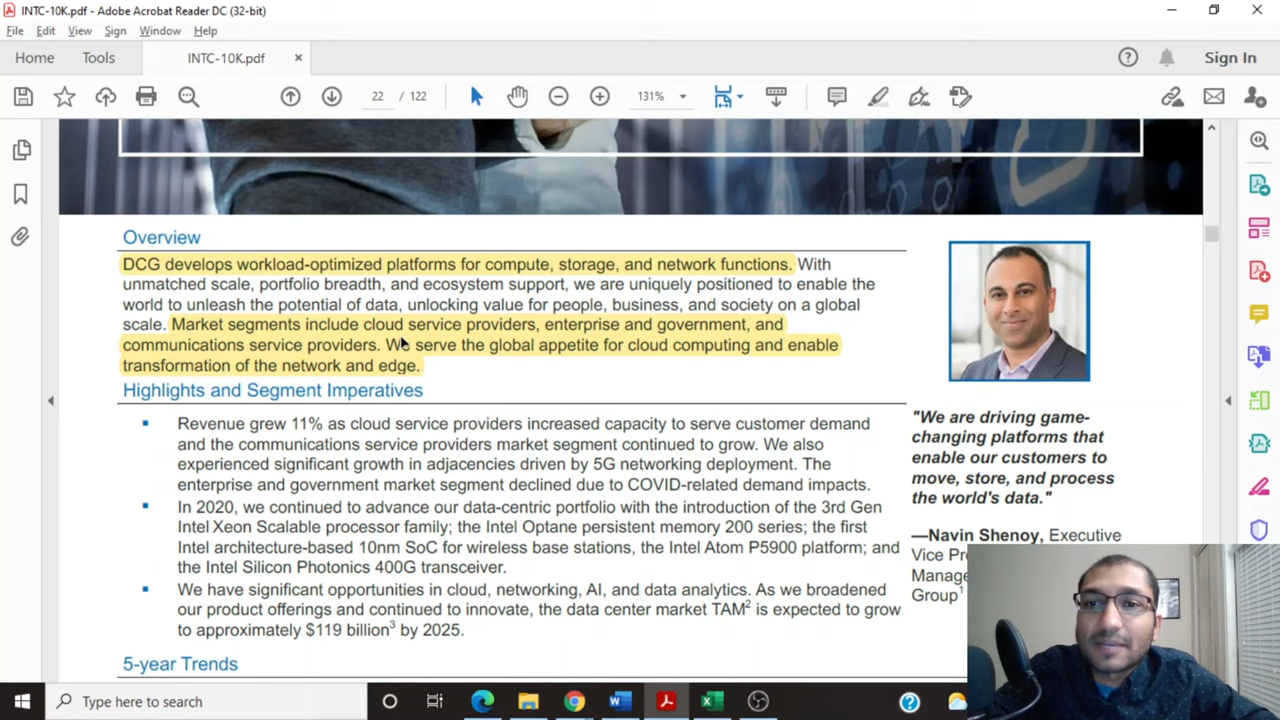 INTC-10K.pdf - Adobe Acrobat Reader DC (32-bit)
File Edit View Sign Window Help
Home Tools INTC-10K.pdf × Sign In
22 / 122 131%
Overview
DCG develops workload-optimized platforms for compute, storage, and network functions. With
unmatched scale, portfolio breadth, and ecosystem support, we are uniquely positioned to enable the
world to unleash the potential of data, unlocking value for people, business, and society on a global
scale. Market segments include cloud service providers, enterprise and government, and
communications service providers. We serve the global appetite for cloud computing and enable
transformation of the network and edge.
Highlights and Segment Imperatives
▪ Revenue grew 11% as cloud service providers increased capacity to serve customer demand
and the communications service providers market segment continued to grow. We also
experienced significant growth in adjacencies driven by 5G networking deployment. The
enterprise and government market segment declined due to COVID-related demand impacts.
▪ In 2020, we continued to advance our data-centric portfolio with the introduction of the 3rd Gen
Intel Xeon Scalable processor family; the Intel Optane persistent memory 200 series; the first
Intel architecture-based 10nm SoC for wireless base stations, the Intel Atom P5900 platform; and
the Intel Silicon Photonics 400G transceiver.
▪ We have significant opportunities in cloud, networking, AI, and data analytics. As we broadened
our product offerings and continued to innovate, the data center market TAM2 is expected to grow
to approximately $119 billion3 by 2025.
5-year Trends
"We are driving game-
changing platforms that
enable our customers to
move, store, and process
the world's data."
—Navin Shenoy, Executive
Vice Pre
Manage
Group1
Type here to search